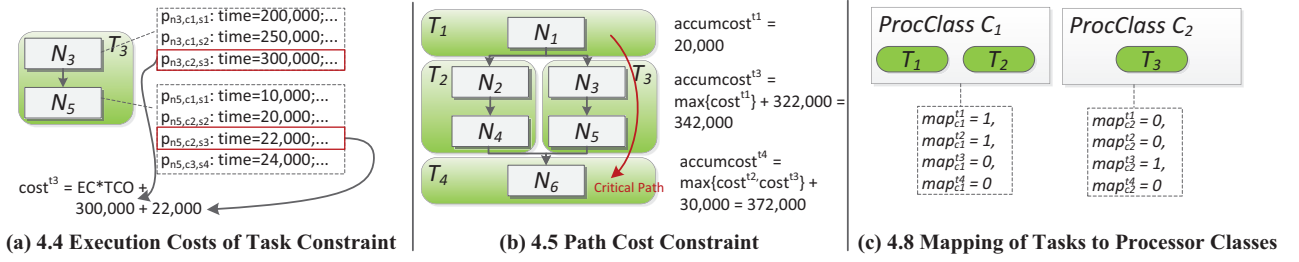 N3
T3
N5
pn3,c1,s1: time=200,000;...
pn3,c1,s2: time=250,000;...
pn3,c2,s3: time=300,000;...
pn5,c1,s1: time=10,000;...
pn5,c2,s2: time=20,000;...
pn5,c2,s3: time=22,000;...
pn5,c3,s4: time=24,000;...
cost^t3 = EC*TCO +
300,000 + 22,000
(a) 4.4 Execution Costs of Task Constraint
T1
N1
T2
N2
N3
T3
N4
N5
T4
N6
Critical Path
accumcost^t1 =
20,000
accumcost^t3 =
max{cost^t1} + 322,000 =
342,000
accumcost^t4 =
max{cost^t2,cost^t3} +
30,000 = 372,000
(b) 4.5 Path Cost Constraint
ProcClass C1
T1 T2
map^t1_c1 = 1,
map^t2_c1 = 1,
map^t3_c1 = 0,
map^t4_c1 = 0
ProcClass C2
T3
map^t1_c2 = 0,
map^t2_c2 = 0,
map^t3_c2 = 1,
map^t4_c2 = 0
(c) 4.8 Mapping of Tasks to Processor Classes